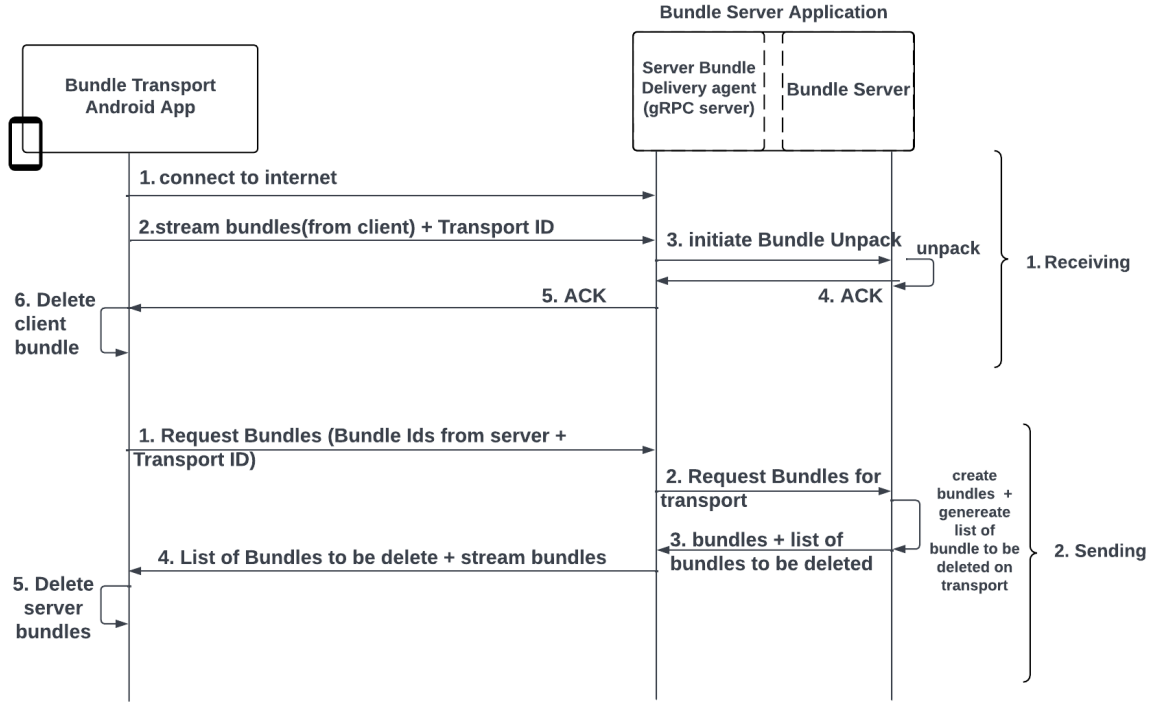 Bundle Server Application
Bundle Transport
Android App
Server Bundle
Delivery agent
(gRPC server)
Bundle Server
1. connect to internet
2.stream bundles(from client) + Transport ID
3. initiate Bundle Unpack
unpack
4. ACK
5. ACK
6. Delete
client
bundle
1. Receiving
1. Request Bundles (Bundle Ids from server +
Transport ID)
2. Request Bundles for
transport
create
bundles +
genereate
list of
bundle to be
deleted on
transport
3. bundles + list of
bundles to be deleted
4. List of Bundles to be delete + stream bundles
5. Delete
server
bundles
2. Sending